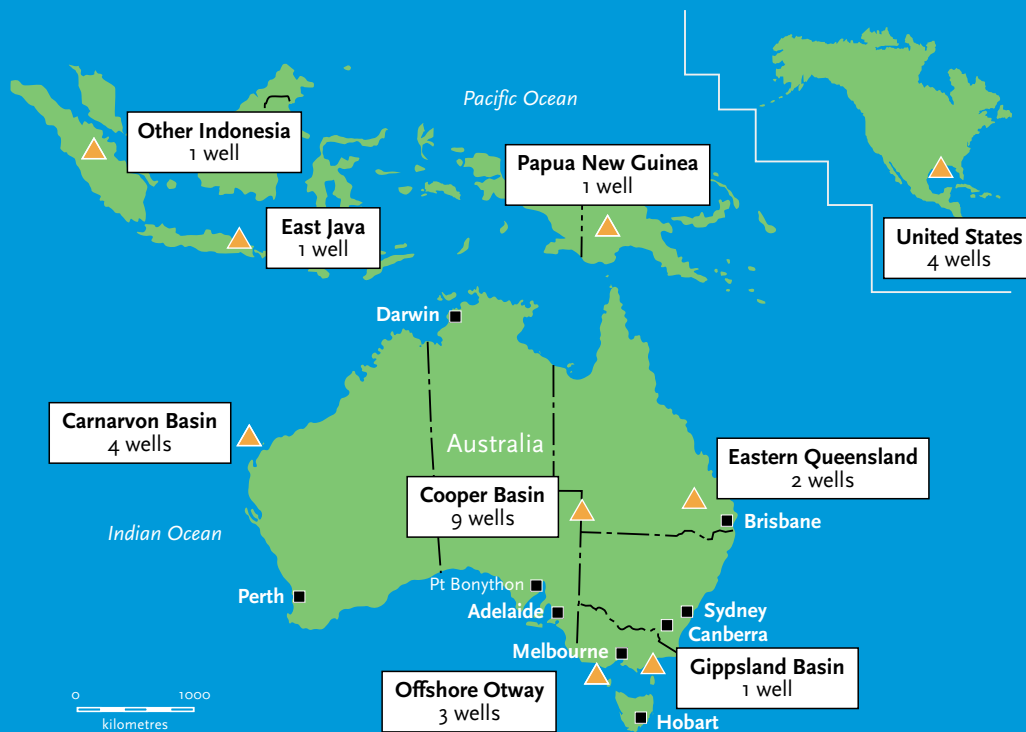 Pacific Ocean
Other Indonesia
1 well
Papua New Guinea
1 well
East Java
1 well
United States
4 wells
Darwin
Carnarvon Basin
4 wells
Australia
Eastern Queensland
2 wells
Cooper Basin
9 wells
Indian Ocean
Brisbane
Pt Bonython
Perth
Adelaide
Sydney
Canberra
Melbourne
Gippsland Basin
1 well
Offshore Otway
3 wells
0 1000
kilometres
Hobart